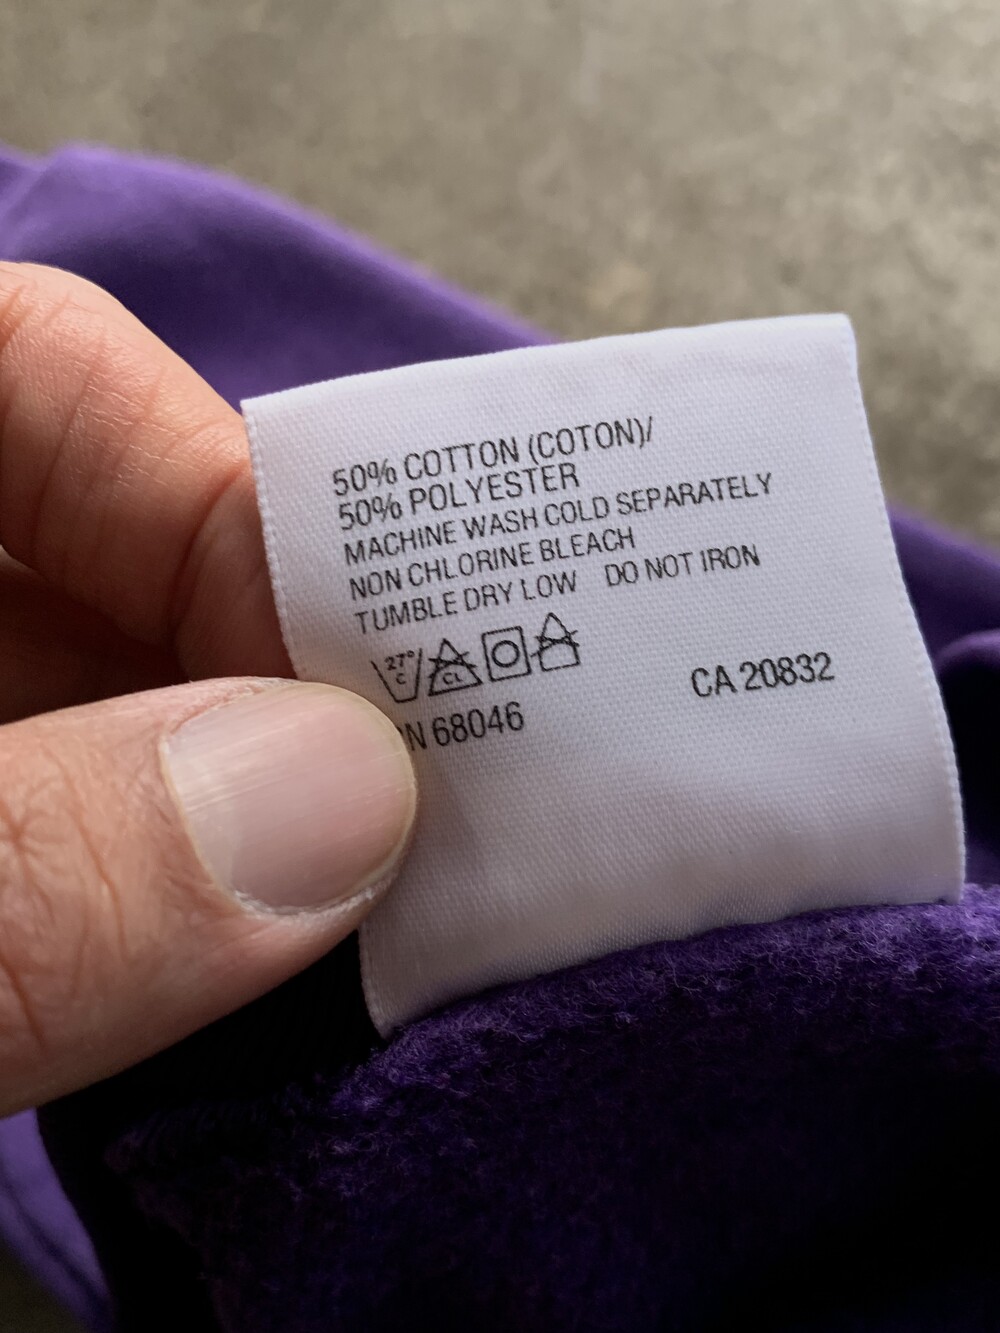 50% COTTON (COTON)/
50% POLYESTER
MACHINE WASH COLD SEPARATELY
NON CHLORINE BLEACH
TUMBLE DRY LOW DO NOT IRON
27° C CL
CA 20832
N 68046